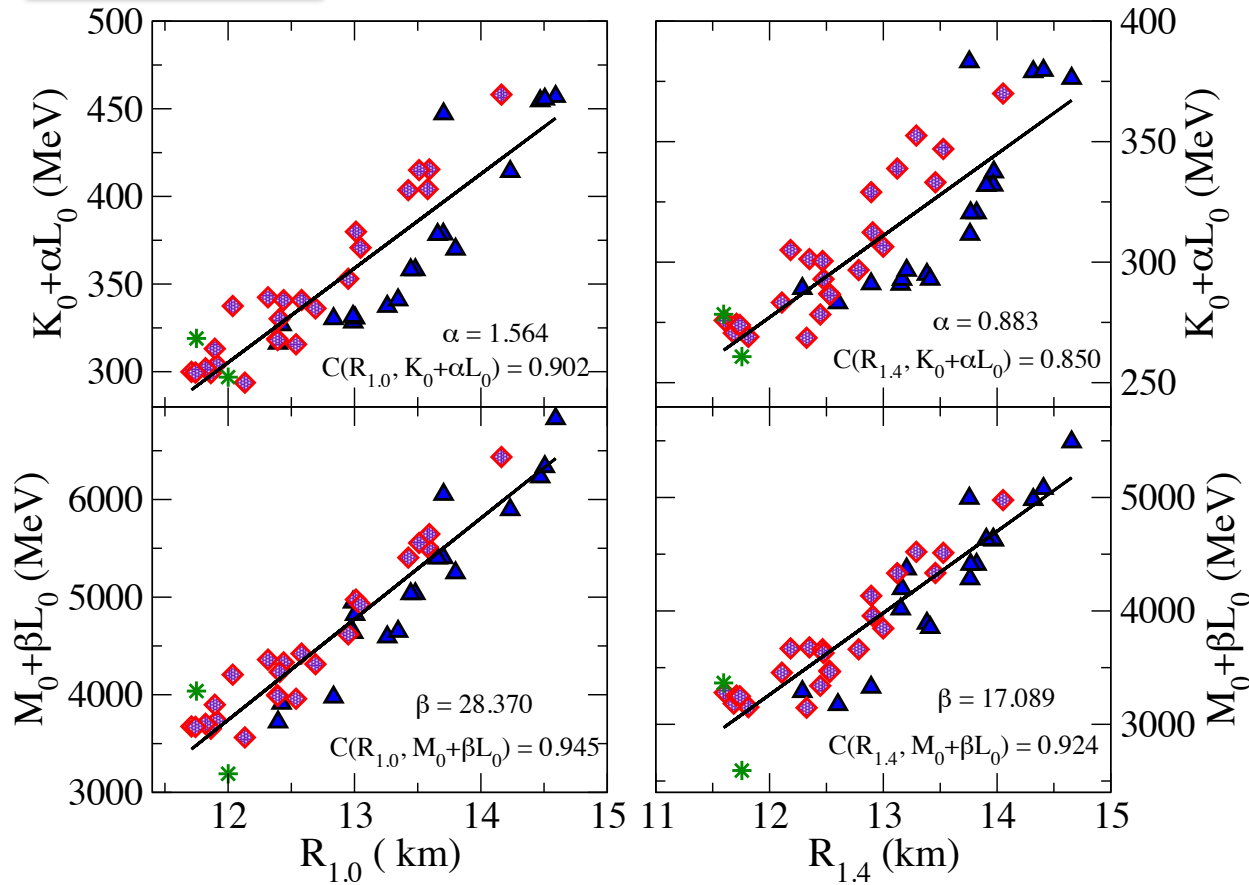 500
450
400
350
300
K₀+αL₀ (MeV)
α = 1.564
C(R₁.₀, K₀+αL₀) = 0.902
400
350
300
250
K₀+αL₀ (MeV)
α = 0.883
C(R₁.₄, K₀+αL₀) = 0.850
6000
5000
4000
3000
M₀+βL₀ (MeV)
β = 28.370
C(R₁.₀, M₀+βL₀) = 0.945
12 13 14 15
R₁.₀ ( km)
5000
4000
3000
M₀+βL₀ (MeV)
β = 17.089
C(R₁.₄, M₀+βL₀) = 0.924
11 12 13 14 15
R₁.₄ (km)